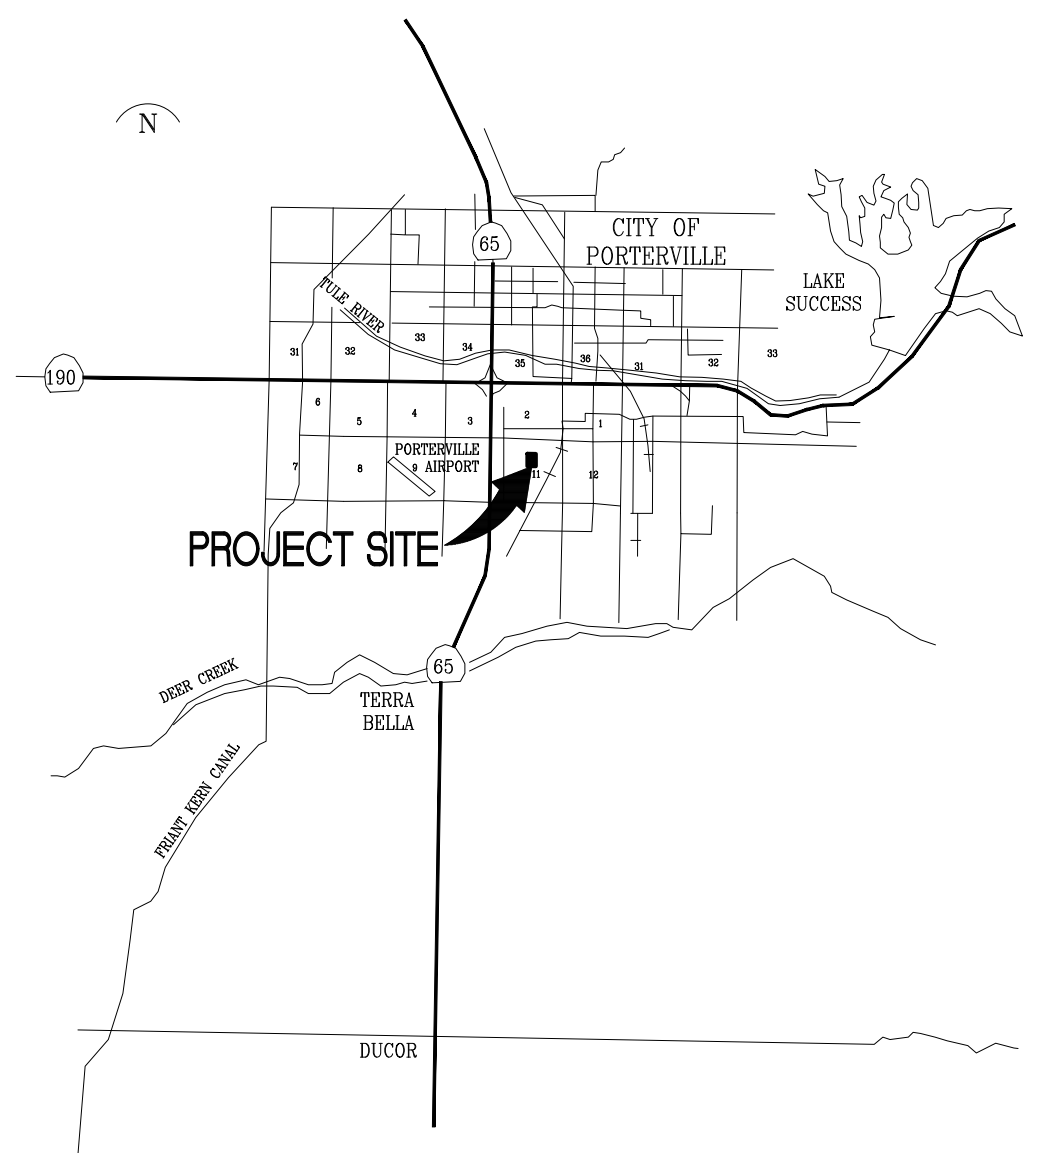 N
65
CITY OF
PORTERVILLE
LAKE
SUCCESS
TULE RIVER
33
34
31
32
35
36
31
32
33
190
6
5
4
3
2
1
PORTERVILLE
AIRPORT
7
8
9
11
12
PROJECT SITE
65
DEER CREEK
TERRA
BELLA
FRIANT KERN CANAL
DUCOR